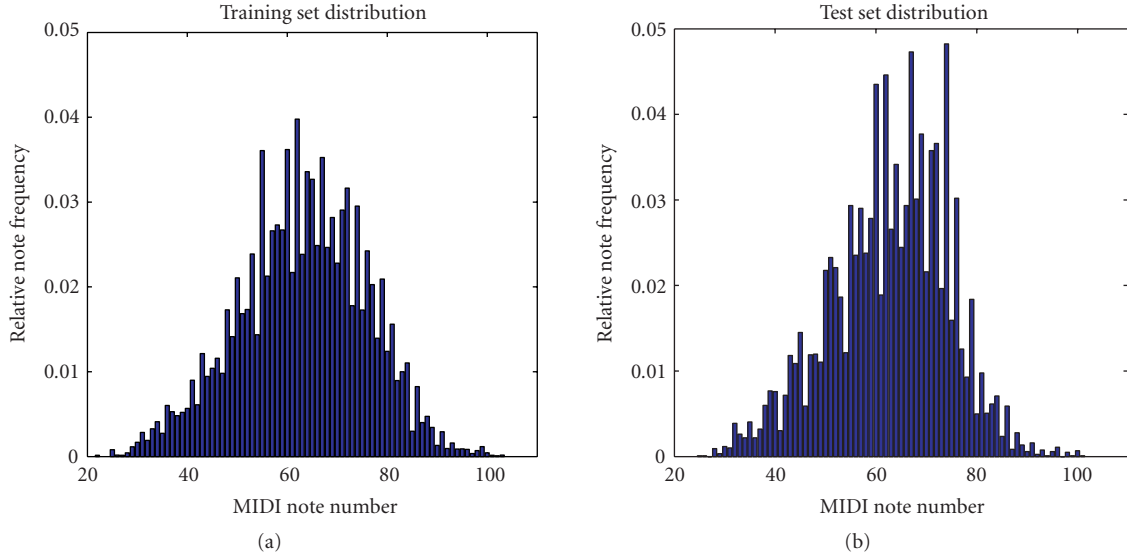 Training set distribution
0.05
0.04
0.03
0.02
0.01
0
Relative note frequency
20
40
60
80
100
MIDI note number
(a)
Test set distribution
0.05
0.04
0.03
0.02
0.01
0
Relative note frequency
20
40
60
80
100
MIDI note number
(b)